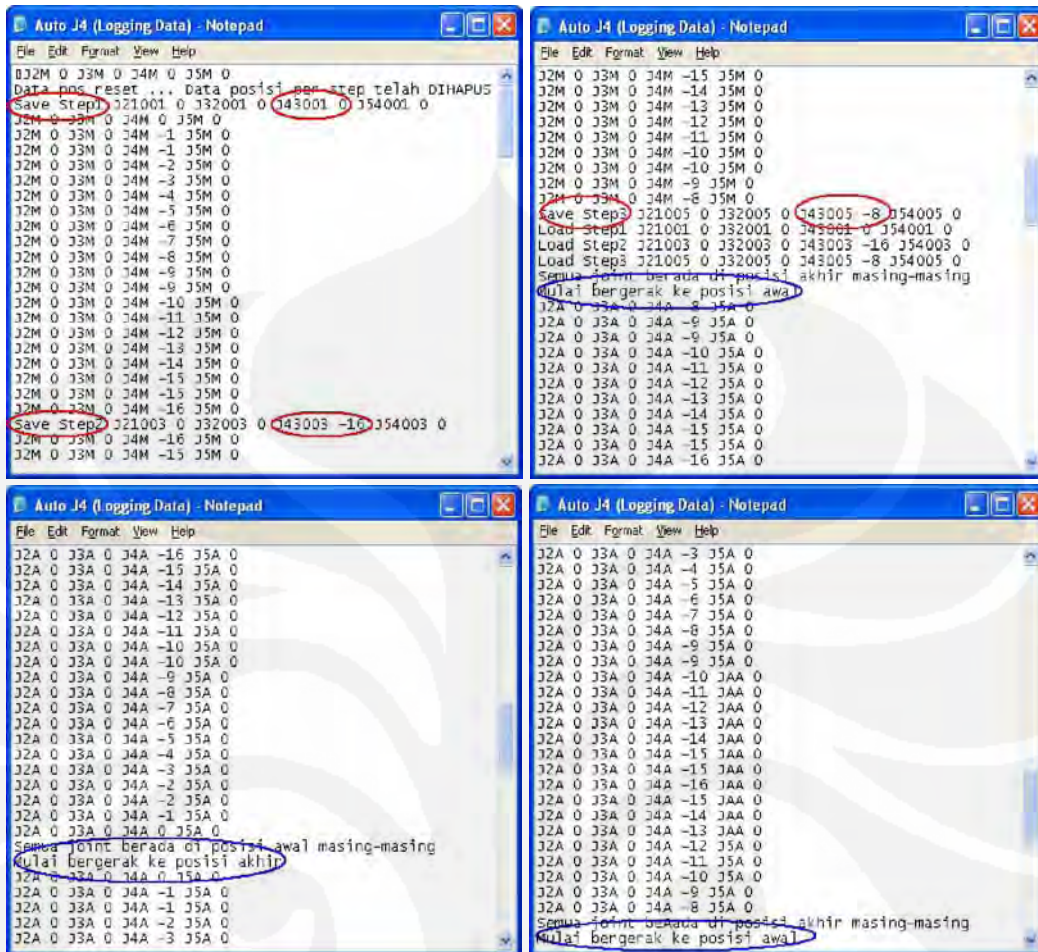 Auto J4 (Logging Data) - Notepad
File Edit Format View Help
0J2M 0 J3M 0 J4M 0 J5M 0
Data pos reset ... Data posisi per step telah DIHAPUS
Save Step1 J21001 0 J32001 0 J43001 0 J54001 0
J2M 0 J3M 0 J4M 0 J5M 0
J2M 0 J3M 0 J4M -1 J5M 0
J2M 0 J3M 0 J4M -1 J5M 0
J2M 0 J3M 0 J4M -2 J5M 0
J2M 0 J3M 0 J4M -3 J5M 0
J2M 0 J3M 0 J4M -4 J5M 0
J2M 0 J3M 0 J4M -5 J5M 0
J2M 0 J3M 0 J4M -6 J5M 0
J2M 0 J3M 0 J4M -7 J5M 0
J2M 0 J3M 0 J4M -8 J5M 0
J2M 0 J3M 0 J4M -9 J5M 0
J2M 0 J3M 0 J4M -9 J5M 0
J2M 0 J3M 0 J4M -10 J5M 0
J2M 0 J3M 0 J4M -11 J5M 0
J2M 0 J3M 0 J4M -12 J5M 0
J2M 0 J3M 0 J4M -13 J5M 0
J2M 0 J3M 0 J4M -14 J5M 0
J2M 0 J3M 0 J4M -15 J5M 0
J2M 0 J3M 0 J4M -15 J5M 0
J2M 0 J3M 0 J4M -16 J5M 0
Save Step2 J21003 0 J32003 0 J43003 -16 J54003 0
J2M 0 J3M 0 J4M -16 J5M 0
J2M 0 J3M 0 J4M -15 J5M 0
Auto J4 (Logging Data) - Notepad
File Edit Format View Help
J2M 0 J3M 0 J4M -15 J5M 0
J2M 0 J3M 0 J4M -14 J5M 0
J2M 0 J3M 0 J4M -13 J5M 0
J2M 0 J3M 0 J4M -12 J5M 0
J2M 0 J3M 0 J4M -11 J5M 0
J2M 0 J3M 0 J4M -10 J5M 0
J2M 0 J3M 0 J4M -10 J5M 0
J2M 0 J3M 0 J4M -9 J5M 0
J2M 0 J3M 0 J4M -8 J5M 0
Save Step3 J21005 0 J32005 0 J43005 -8 J54005 0
Load Step1 J21001 0 J32001 0 J43001 0 J54001 0
Load Step2 J21003 0 J32003 0 J43003 -16 J54003 0
Load Step3 J21005 0 J32005 0 J43005 -8 J54005 0
Semua joint berada di posisi akhir masing-masing
Mulai bergerak ke posisi awal
J2A 0 J3A 0 J4A -8 J5A 0
J2A 0 J3A 0 J4A -9 J5A 0
J2A 0 J3A 0 J4A -9 J5A 0
J2A 0 J3A 0 J4A -10 J5A 0
J2A 0 J3A 0 J4A -11 J5A 0
J2A 0 J3A 0 J4A -12 J5A 0
J2A 0 J3A 0 J4A -13 J5A 0
J2A 0 J3A 0 J4A -14 J5A 0
J2A 0 J3A 0 J4A -15 J5A 0
J2A 0 J3A 0 J4A -15 J5A 0
J2A 0 J3A 0 J4A -16 J5A 0
Auto J4 (Logging Data) - Notepad
File Edit Format View Help
J2A 0 J3A 0 J4A -16 J5A 0
J2A 0 J3A 0 J4A -15 J5A 0
J2A 0 J3A 0 J4A -14 J5A 0
J2A 0 J3A 0 J4A -13 J5A 0
J2A 0 J3A 0 J4A -12 J5A 0
J2A 0 J3A 0 J4A -11 J5A 0
J2A 0 J3A 0 J4A -10 J5A 0
J2A 0 J3A 0 J4A -10 J5A 0
J2A 0 J3A 0 J4A -9 J5A 0
J2A 0 J3A 0 J4A -8 J5A 0
J2A 0 J3A 0 J4A -7 J5A 0
J2A 0 J3A 0 J4A -6 J5A 0
J2A 0 J3A 0 J4A -5 J5A 0
J2A 0 J3A 0 J4A -4 J5A 0
J2A 0 J3A 0 J4A -3 J5A 0
J2A 0 J3A 0 J4A -2 J5A 0
J2A 0 J3A 0 J4A -2 J5A 0
J2A 0 J3A 0 J4A -1 J5A 0
J2A 0 J3A 0 J4A 0 J5A 0
Semua joint berada di posisi awal masing-masing
Mulai bergerak ke posisi akhir
J2A 0 J3A 0 J4A 0 J5A 0
J2A 0 J3A 0 J4A -1 J5A 0
J2A 0 J3A 0 J4A -1 J5A 0
J2A 0 J3A 0 J4A -2 J5A 0
J2A 0 J3A 0 J4A -3 J5A 0
Auto J4 (Logging Data) - Notepad
File Edit Format View Help
J2A 0 J3A 0 J4A -3 J5A 0
J2A 0 J3A 0 J4A -4 J5A 0
J2A 0 J3A 0 J4A -5 J5A 0
J2A 0 J3A 0 J4A -6 J5A 0
J2A 0 J3A 0 J4A -7 J5A 0
J2A 0 J3A 0 J4A -8 J5A 0
J2A 0 J3A 0 J4A -9 J5A 0
J2A 0 J3A 0 J4A -9 J5A 0
J2A 0 J3A 0 J4A -10 JAA 0
J2A 0 J3A 0 J4A -11 JAA 0
J2A 0 J3A 0 J4A -12 JAA 0
J2A 0 J3A 0 J4A -13 JAA 0
J2A 0 J3A 0 J4A -14 JAA 0
J2A 0 J3A 0 J4A -15 JAA 0
J2A 0 J3A 0 J4A -15 JAA 0
J2A 0 J3A 0 J4A -16 JAA 0
J2A 0 J3A 0 J4A -15 JAA 0
J2A 0 J3A 0 J4A -14 JAA 0
J2A 0 J3A 0 J4A -13 JAA 0
J2A 0 J3A 0 J4A -12 J5A 0
J2A 0 J3A 0 J4A -11 J5A 0
J2A 0 J3A 0 J4A -10 J5A 0
J2A 0 J3A 0 J4A -9 J5A 0
J2A 0 J3A 0 J4A -8 J5A 0
Semua joint beAada di posisi akhir masing-masing
Mulai bergerak ke posisi awal